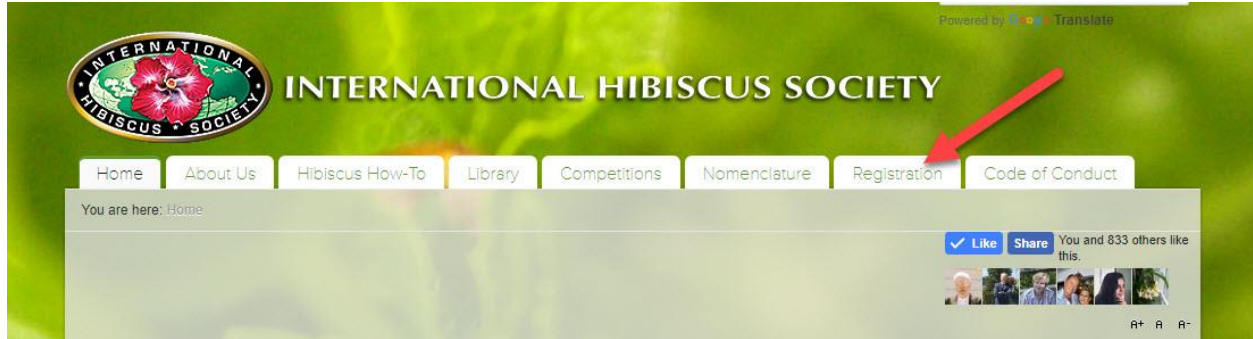 Powered by Google Translate
INTERNATIONAL
HIBISCUS SOCIETY
INTERNATIONAL HIBISCUS SOCIETY
Home About Us Hibiscus How-To Library Competitions Nomenclature Registration Code of Conduct
You are here: Home
Like Share You and 833 others like
this.
A+ A A-